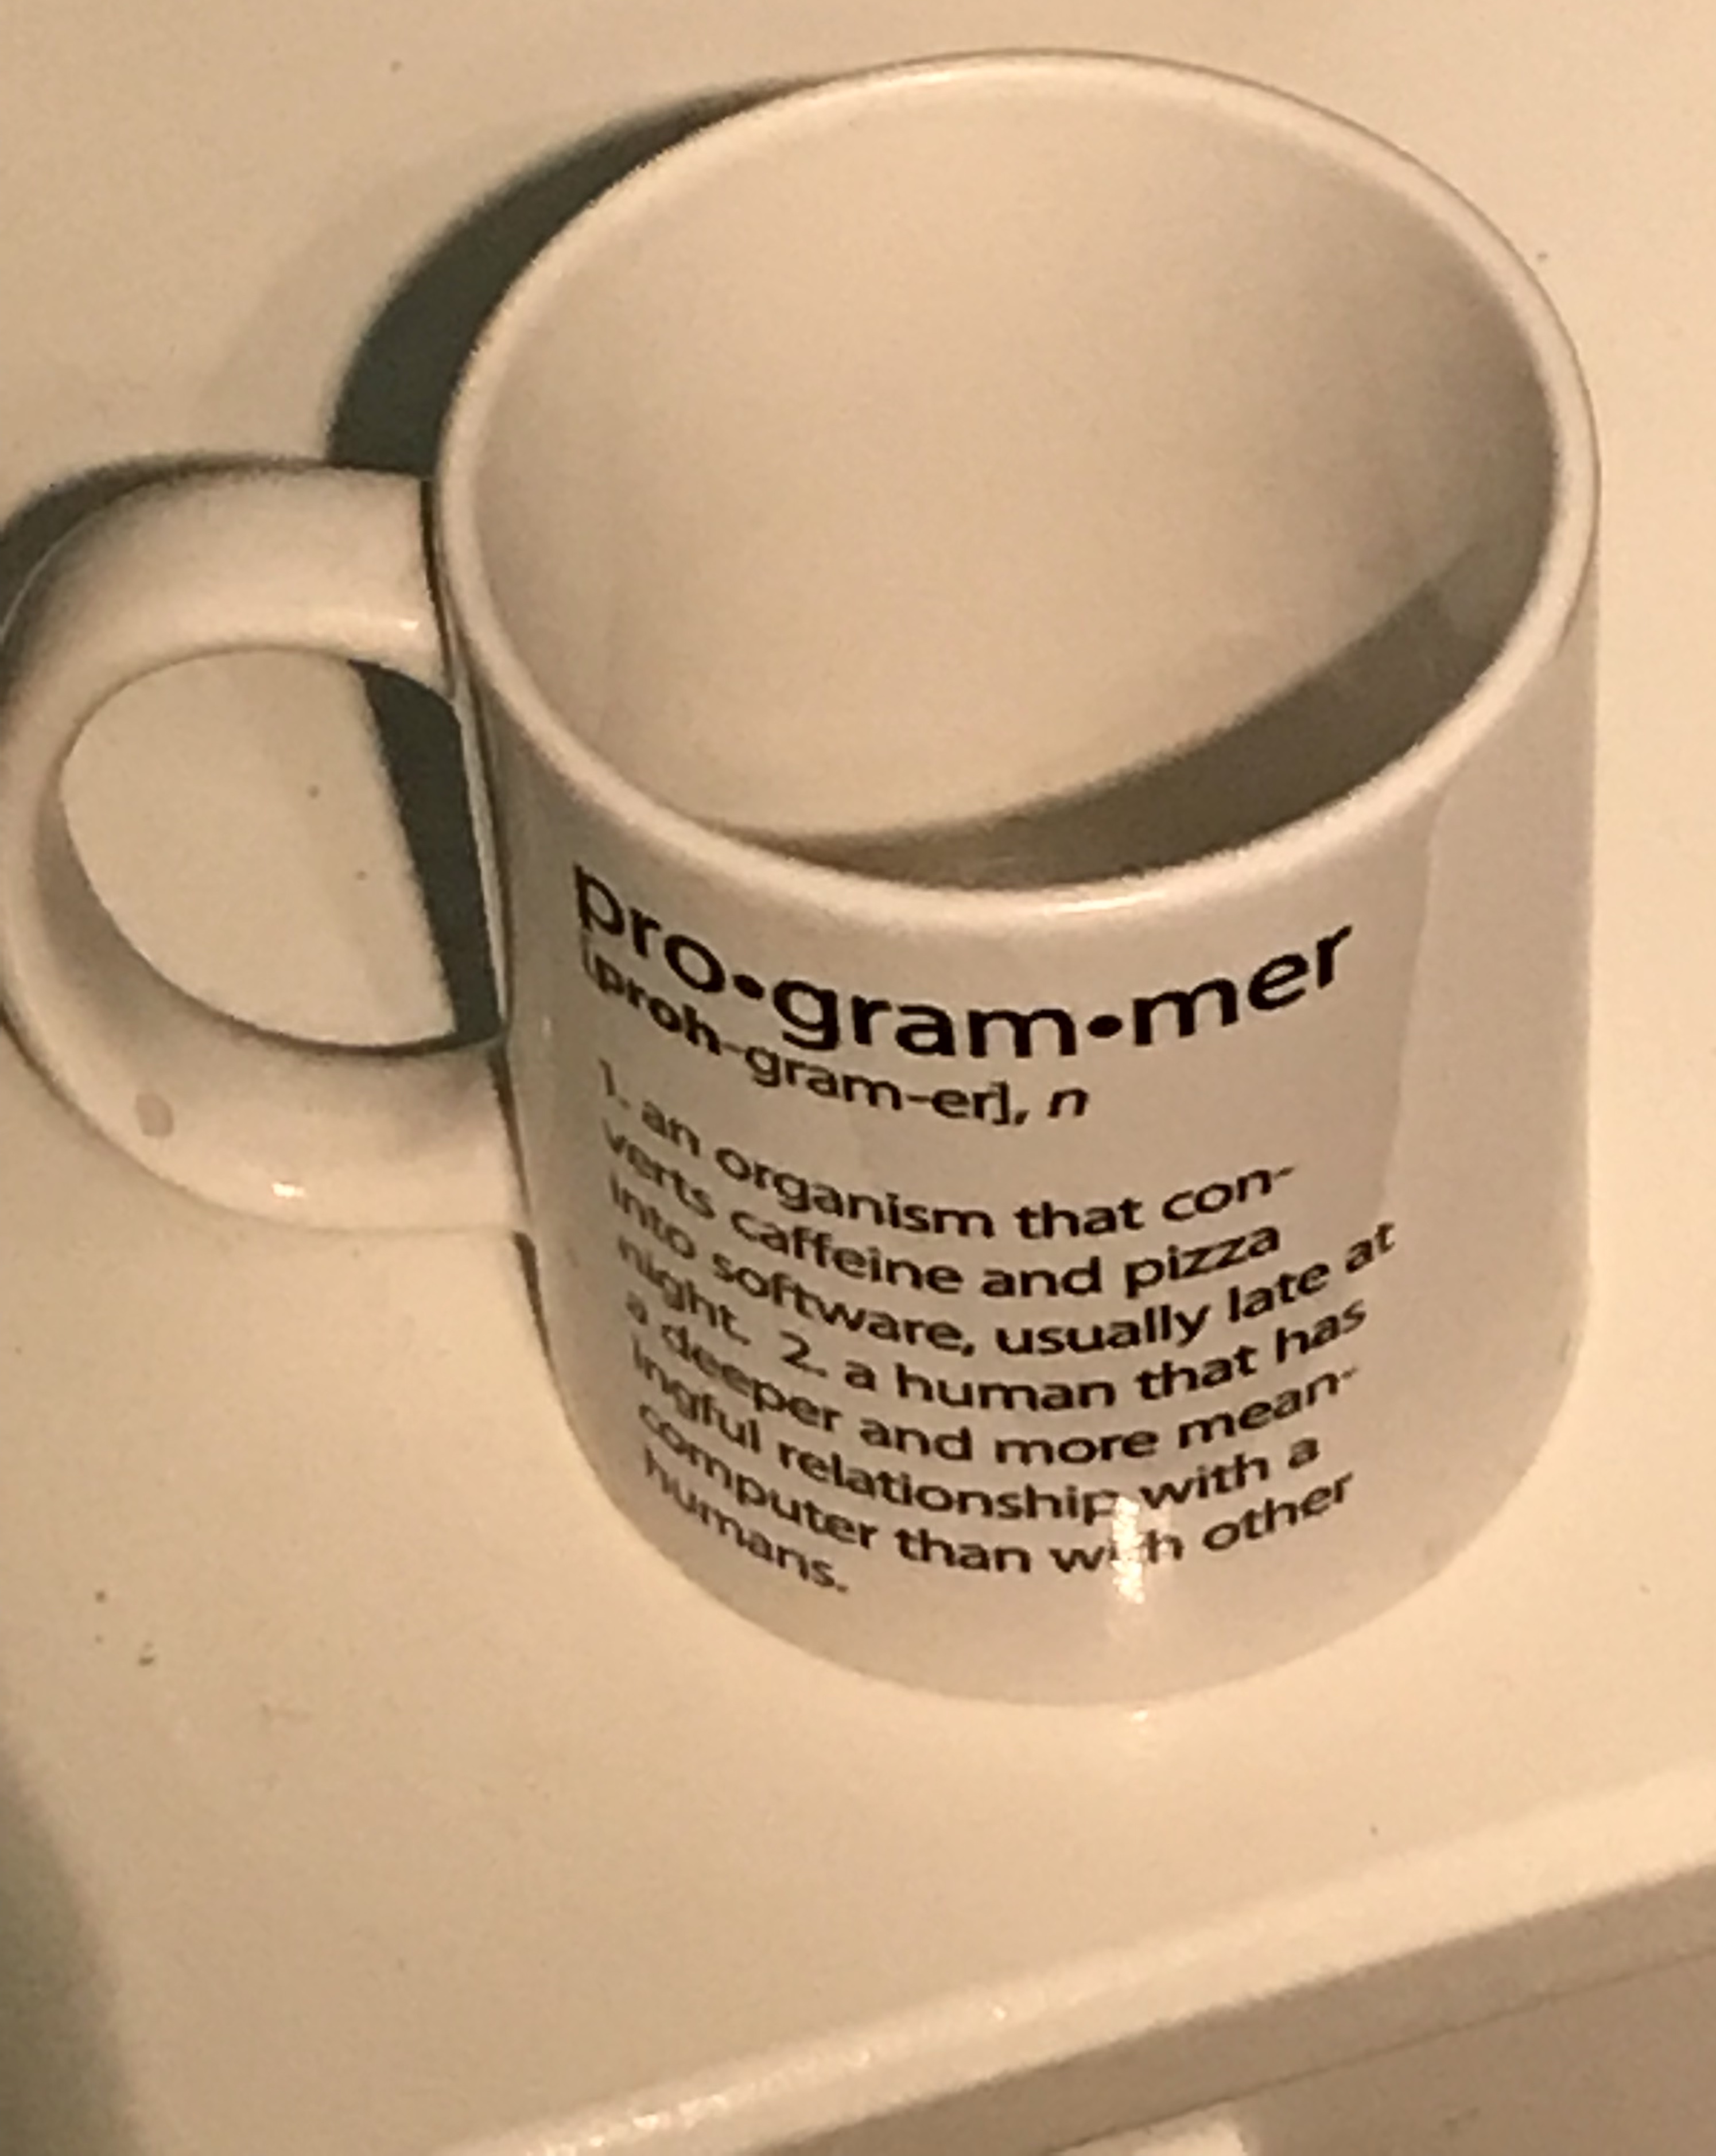 pro•gram•mer
[proh-gram-er], n
1. an organism that con-
verts caffeine and pizza
into software, usually late at
night. 2. a human that has
a deeper and more mean-
ingful relationship with a
computer than with other
humans.